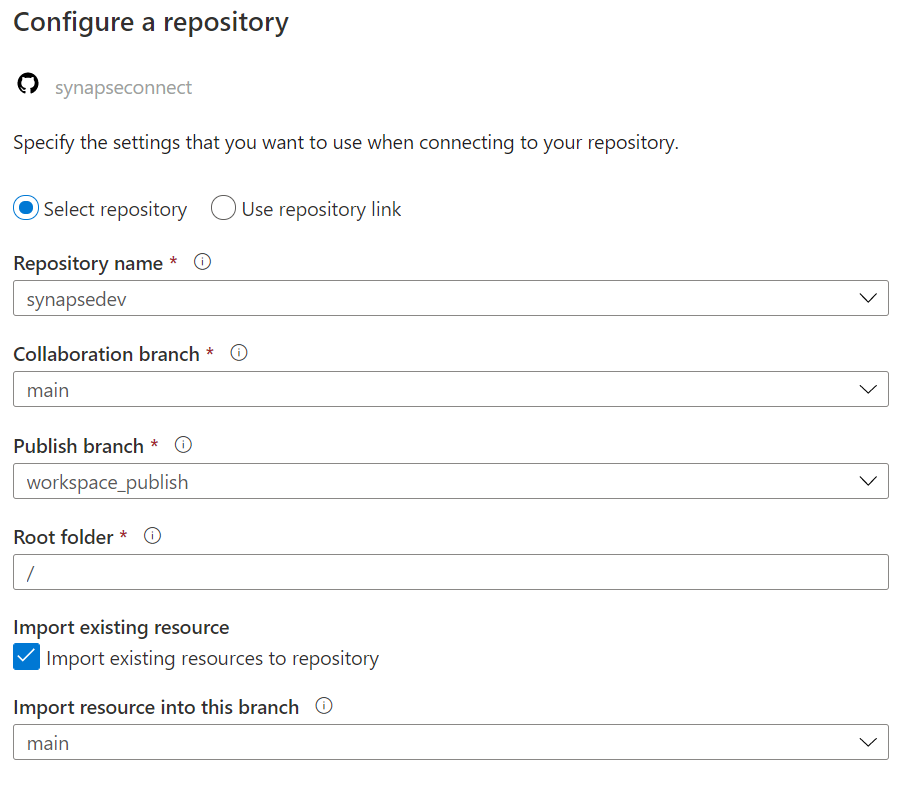 Configure a repository
synapseconnect
Specify the settings that you want to use when connecting to your repository.
Select repository Use repository link
Repository name *
synapsedev
Collaboration branch *
main
Publish branch *
workspace_publish
Root folder *
/
Import existing resource
Import existing resources to repository
Import resource into this branch
main